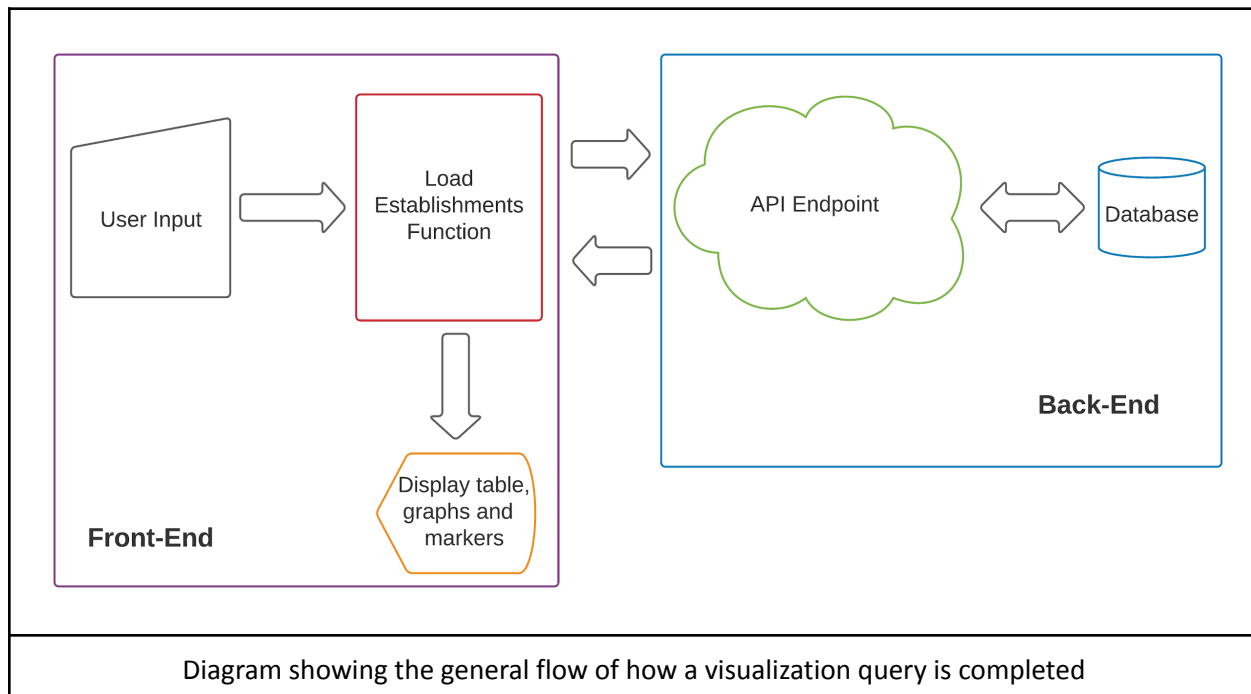 User Input
Load
Establishments
Function
API Endpoint
Database
Back-End
Display table,
graphs and
markers
Front-End
Diagram showing the general flow of how a visualization query is completed